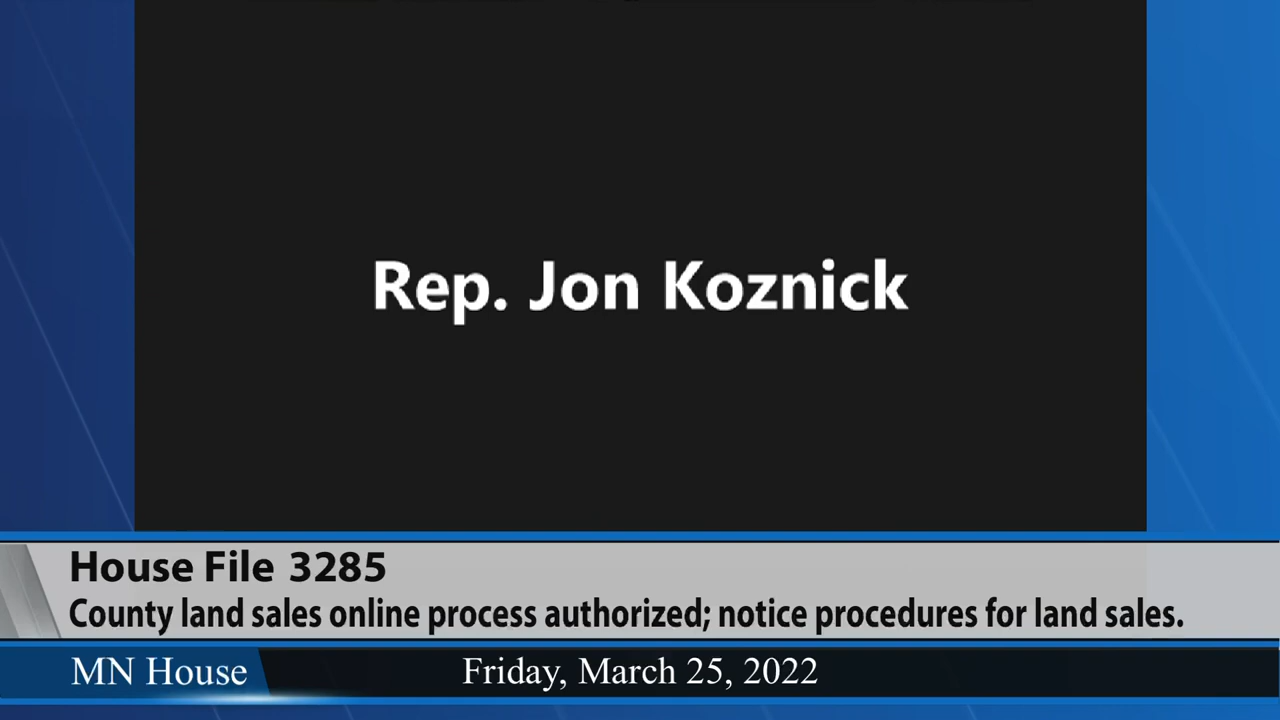 Rep. Jon Koznick
House File 3285
County land sales online process authorized; notice procedures for land sales.
MN House
Friday, March 25, 2022